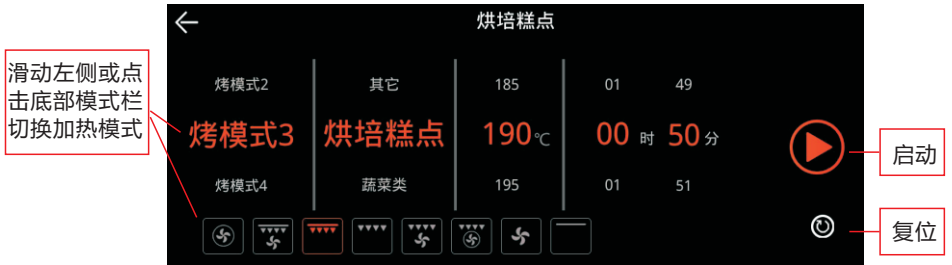 烘培糕点
滑动左侧或点
击底部模式栏
切换加热模式
烤模式2 其它 185 01 49
烤模式3 烘培糕点 190℃ 00 时 50 分
烤模式4 蔬菜类 195 01 51
启动
复位